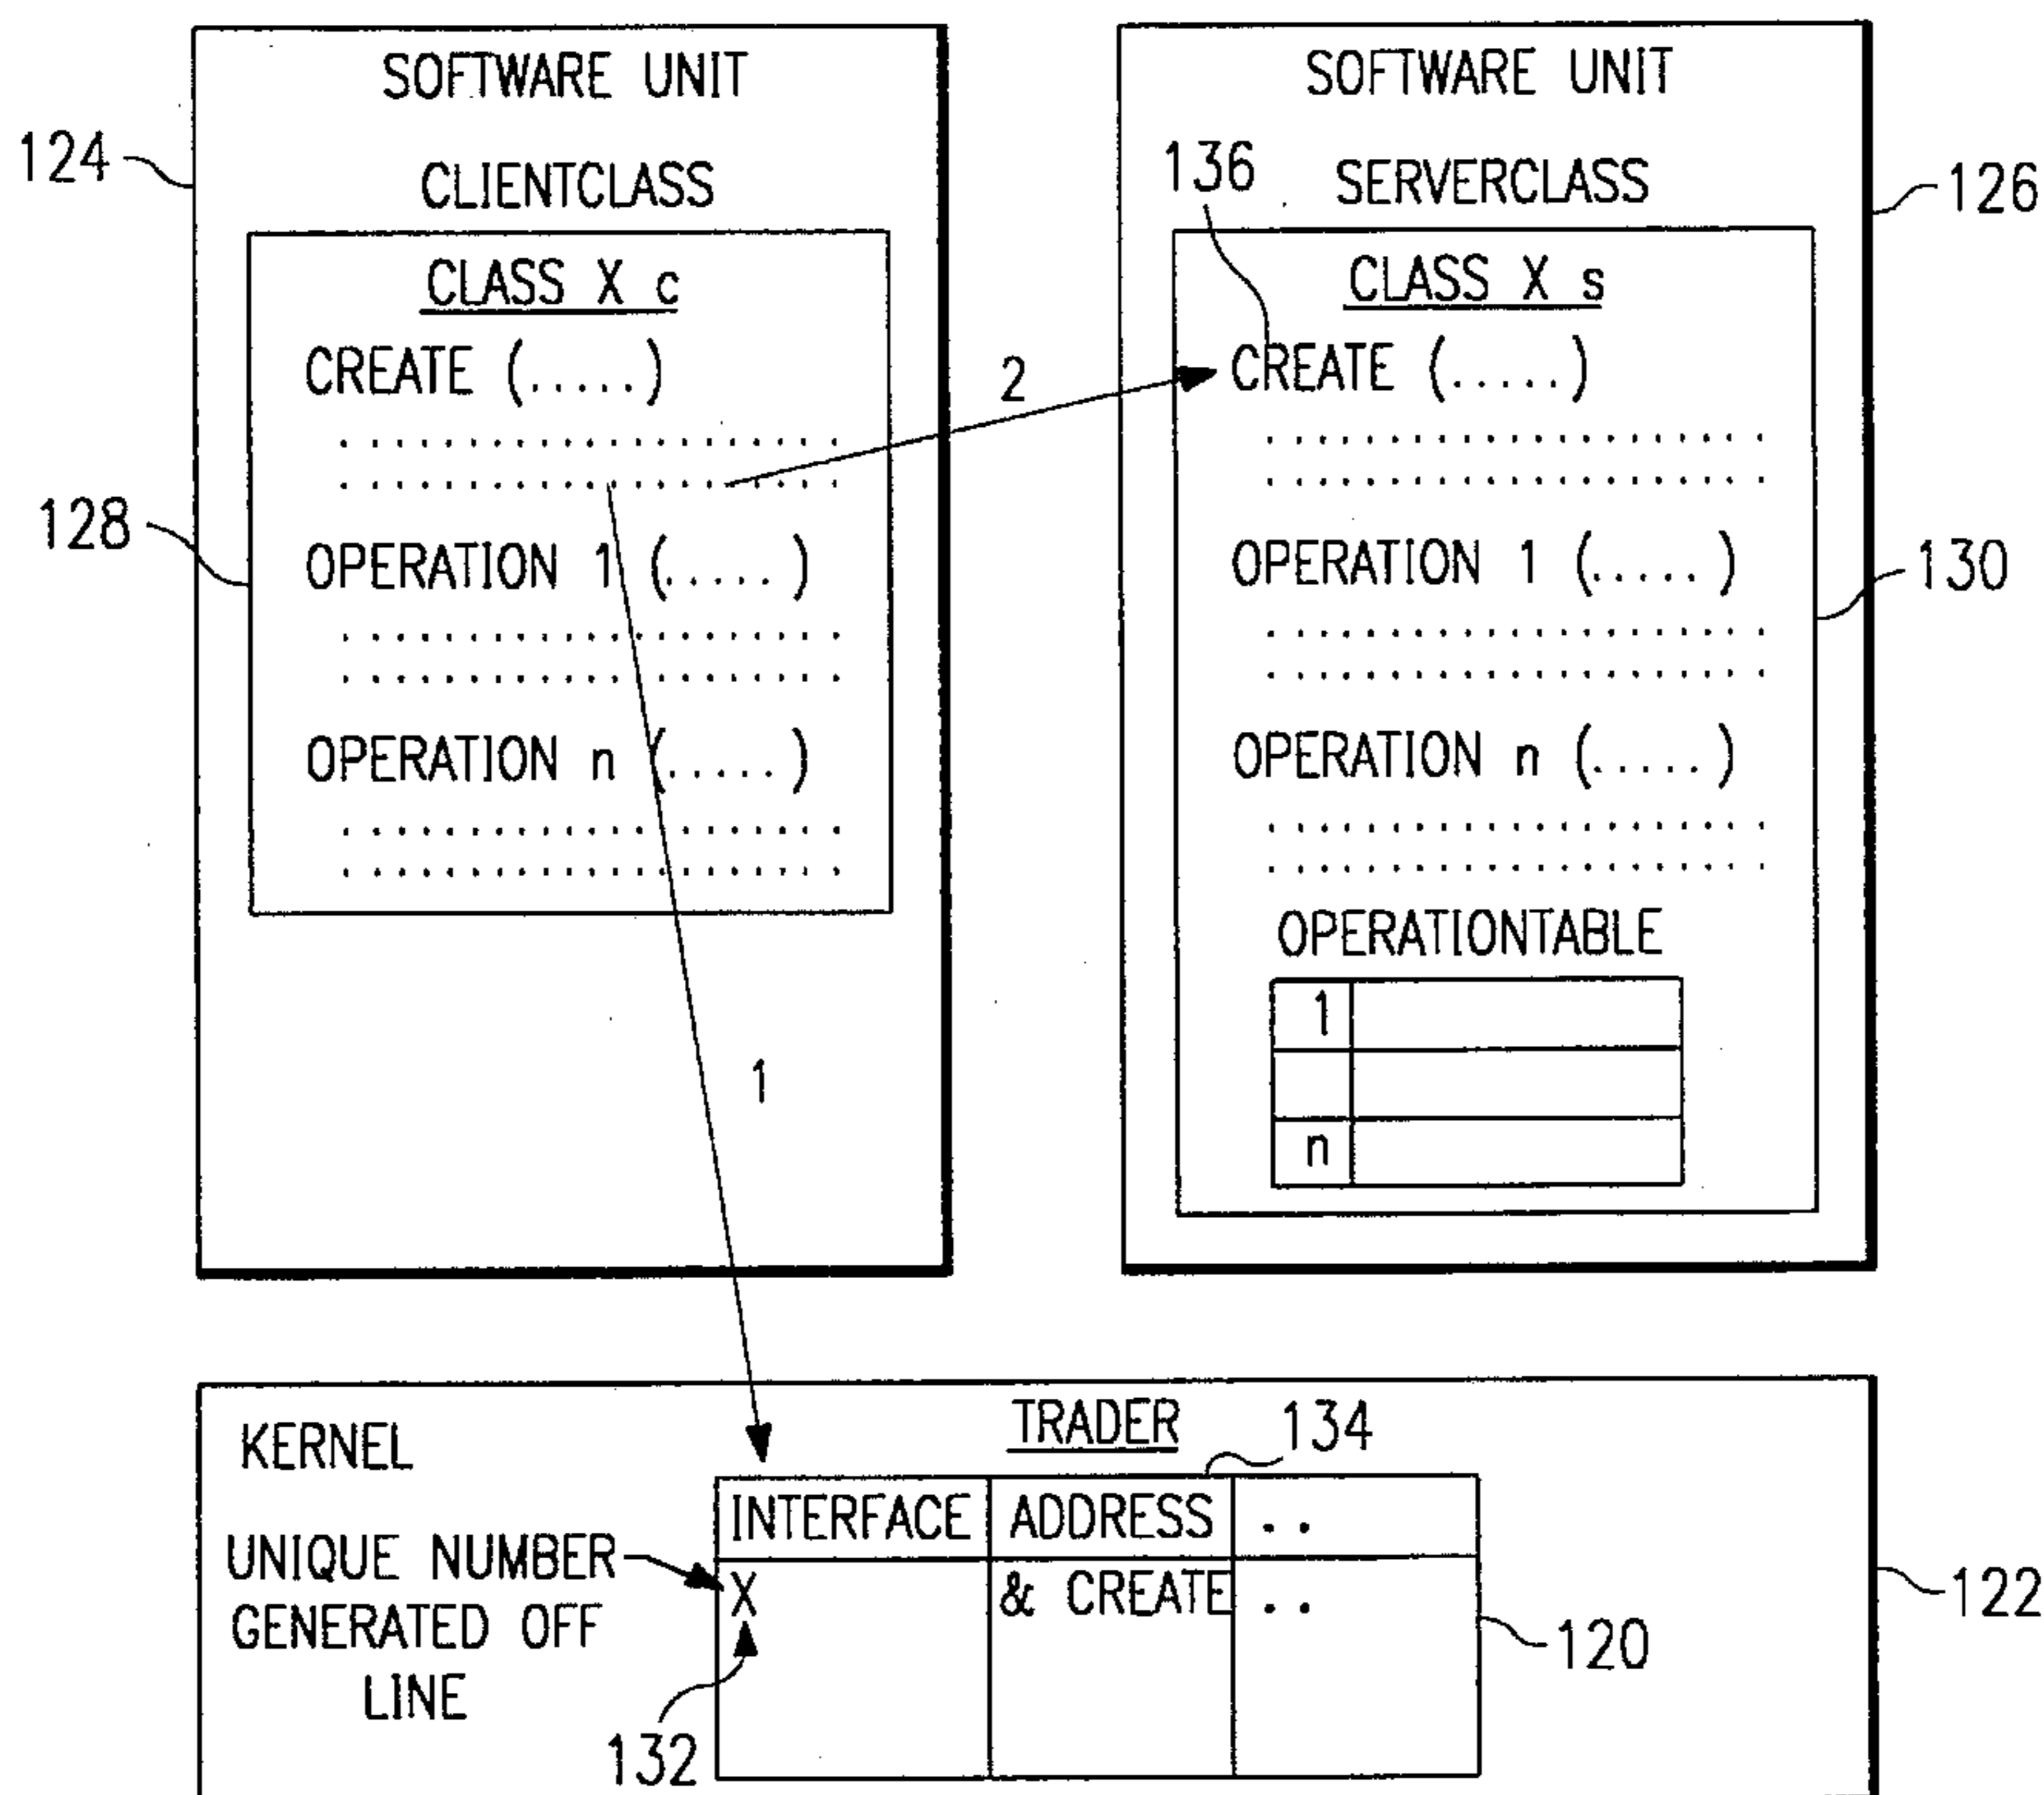 SOFTWARE UNIT
CLIENTCLASS
124
CLASS X c
CREATE (.....)
128
OPERATION 1 (.....)
OPERATION n (.....)
1
2
SOFTWARE UNIT
SERVERCLASS
136
126
CLASS X s
CREATE (.....)
OPERATION 1 (.....)
130
OPERATION n (.....)
OPERATIONTABLE
1
n
KERNEL
TRADER
134
INTERFACE ADDRESS ..
UNIQUE NUMBER
GENERATED OFF
LINE
X & CREATE ..
122
120
132